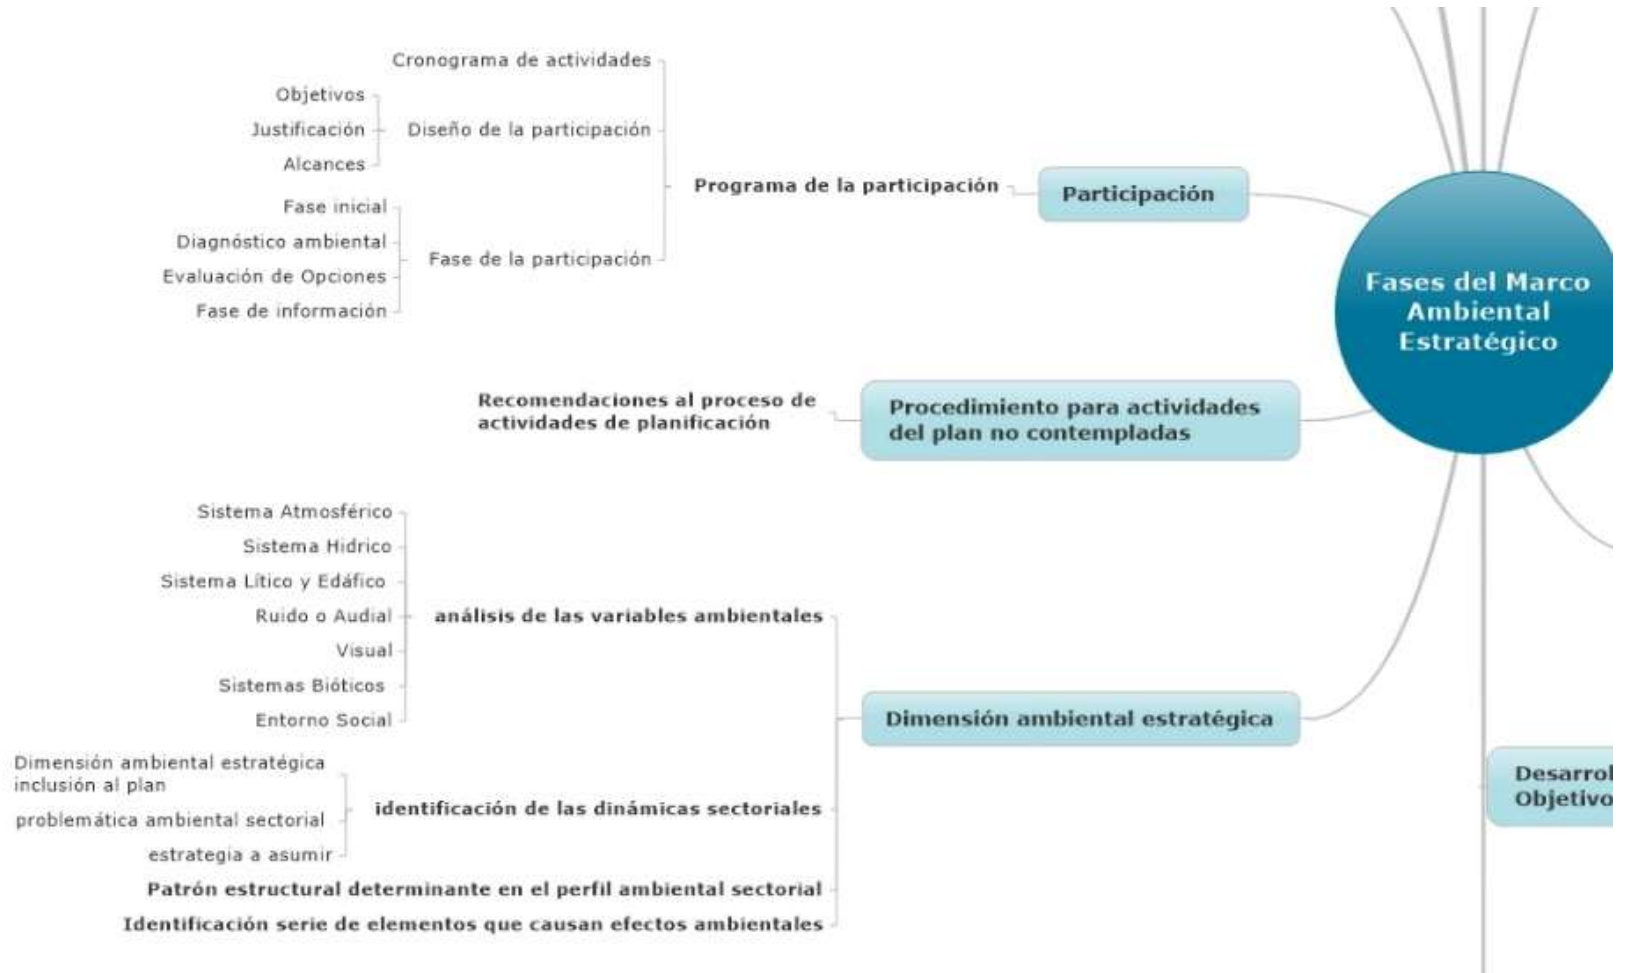 Cronograma de actividades
Objetivos
Justificación
Diseño de la participación
Alcances
Programa de la participación
Participación
Fase inicial
Diagnóstico ambiental
Fase de la participación
Evaluación de Opciones
Fase de información
Fases del Marco
Ambiental
Estratégico
Recomendaciones al proceso de
actividades de planificación
Procedimiento para actividades
del plan no contempladas
Sistema Atmosférico
Sistema Hidrico
Sistema Lítico y Edáfico
Ruido o Audial
análisis de las variables ambientales
Visual
Sistemas Bióticos
Entorno Social
Dimensión ambiental estratégica
Dimensión ambiental estratégica
inclusión al plan
problemática ambiental sectorial
identificación de las dinámicas sectoriales
estrategia a asumir
Patrón estructural determinante en el perfil ambiental sectorial
Identificación serie de elementos que causan efectos ambientales
Desarrol
Objetivo